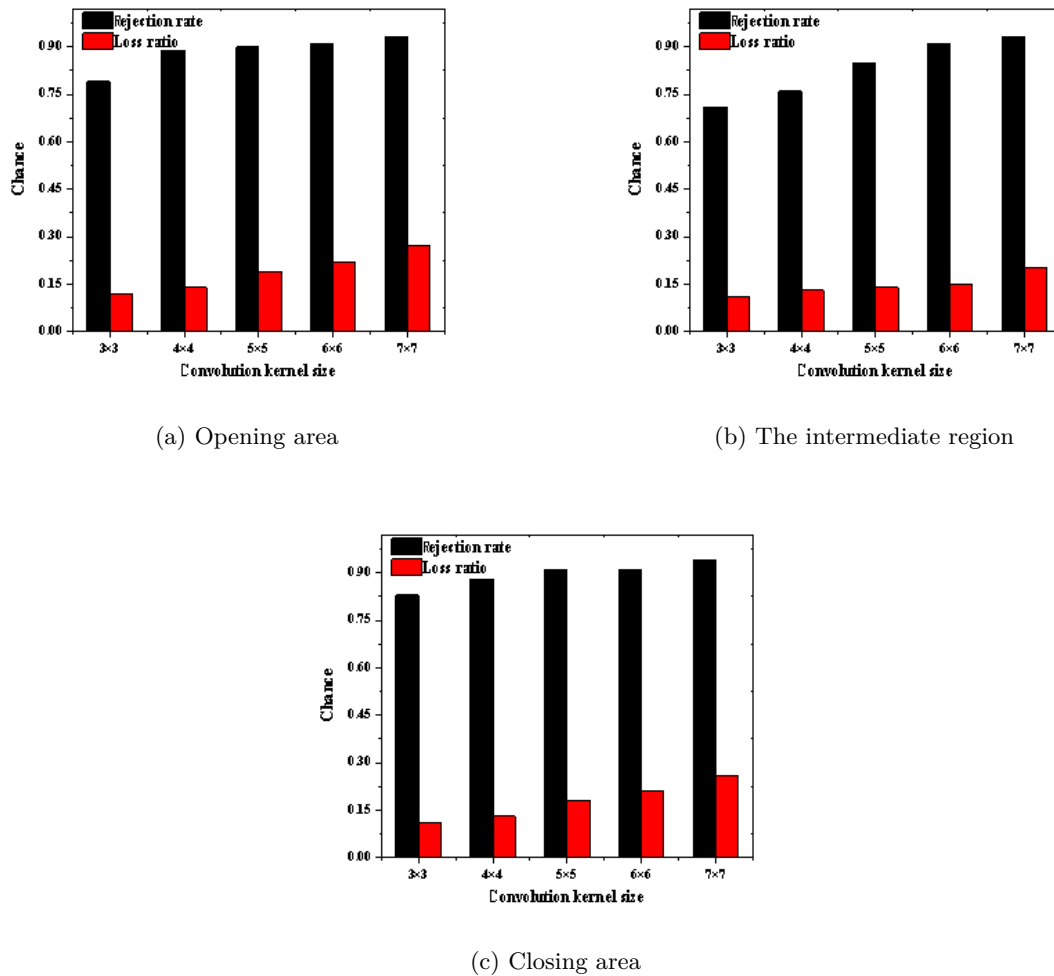 Rejection rate
Loss ratio
0.90
0.75
0.60
0.45
0.30
0.15
0.00
Chance
3×3 4×4 5×5 6×6 7×7
Convolution kernel size
(a) Opening area
Rejection rate
Loss ratio
0.90
0.75
0.60
0.45
0.30
0.15
0.00
Chance
3×3 4×4 5×5 6×6 7×7
Convolution kernel size
(b) The intermediate region
Rejection rate
Loss ratio
0.90
0.75
0.60
0.45
0.30
0.15
0.00
Chance
3×3 4×4 5×5 6×6 7×7
Convolution kernel size
(c) Closing area